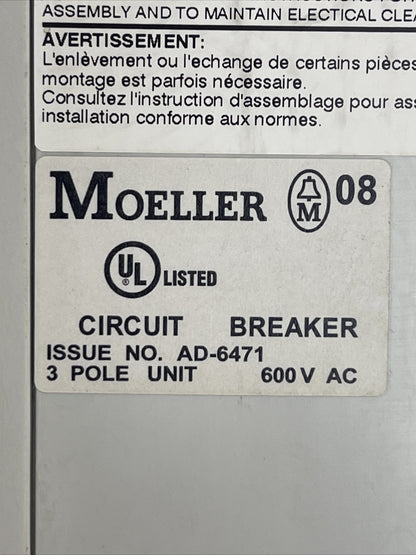 ASSEMBLY AND TO MAINTAIN ELECTICAL CLE
AVERTISSEMENT:
L'enlèvement ou l'echange de certains pièces
montage est parfois nécessaire.
Consultez l'instruction d'assemblage pour ass
installation conforme aux normes.
MOELLER M 08
UL ® LISTED
CIRCUIT BREAKER
ISSUE NO. AD-6471
3 POLE UNIT 600V AC